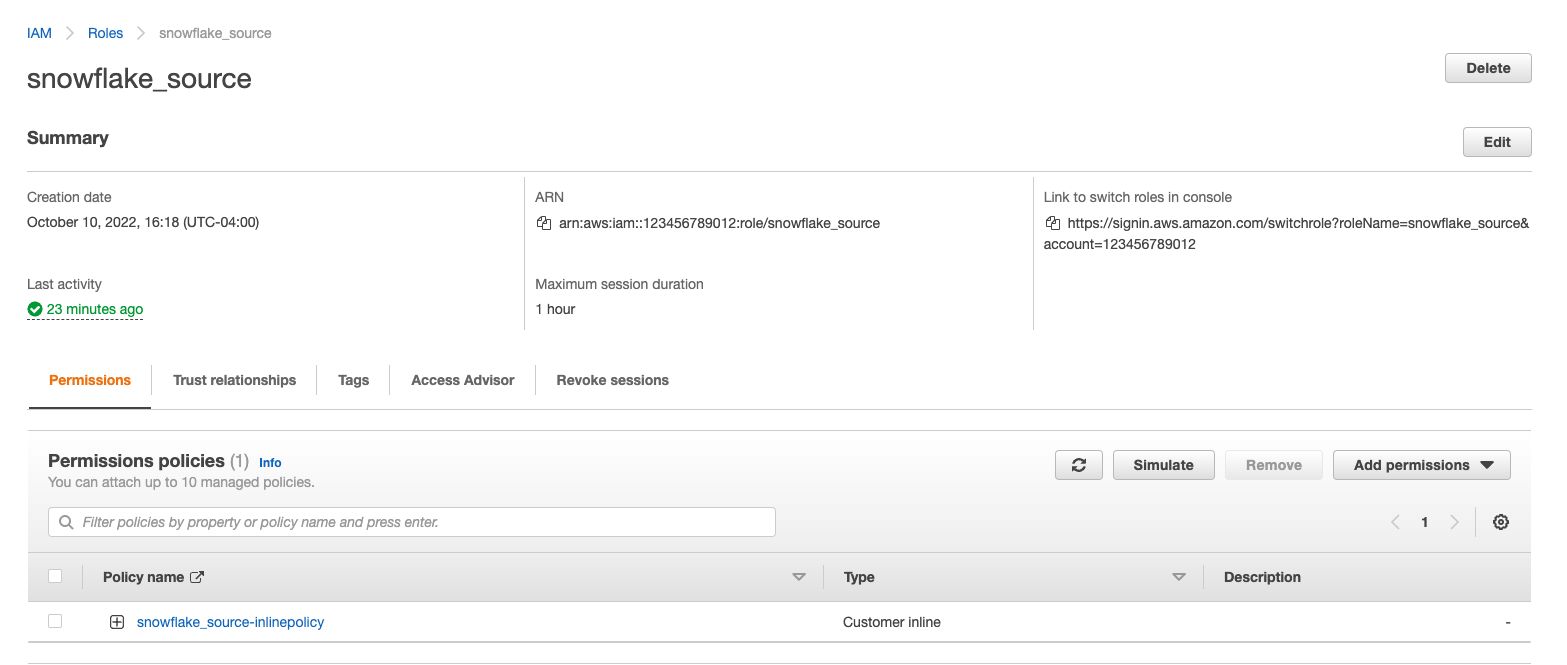 IAM Roles snowflake_source
snowflake_source
Delete
Summary
Edit
Creation date
October 10, 2022, 16:18 (UTC-04:00)
ARN
arn:aws:iam::123456789012:role/snowflake_source
Link to switch roles in console
https://signin.aws.amazon.com/switchrole?roleName=snowflake_source&
account=123456789012
Last activity
23 minutes ago
Maximum session duration
1 hour
Permissions Trust relationships Tags Access Advisor Revoke sessions
Permissions policies (1) Info
You can attach up to 10 managed policies.
Simulate Remove Add permissions
Filter policies by property or policy name and press enter.
1
Policy name Type Description
snowflake_source-inlinepolicy Customer inline -